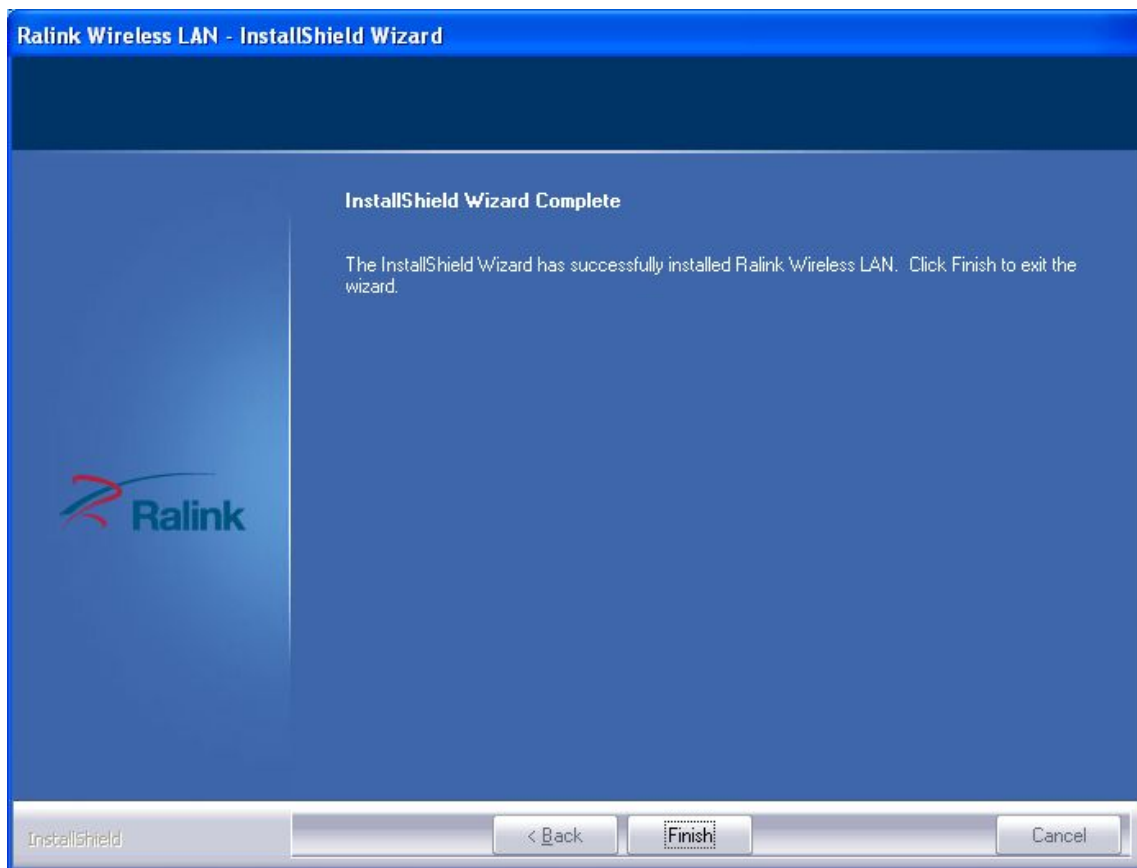 Ralink Wireless LAN - InstallShield Wizard
InstallShield Wizard Complete
The InstallShield Wizard has successfully installed Ralink Wireless LAN.  Click Finish to exit the
wizard.
Ralink
InstallShield
< Back
Finish
Cancel